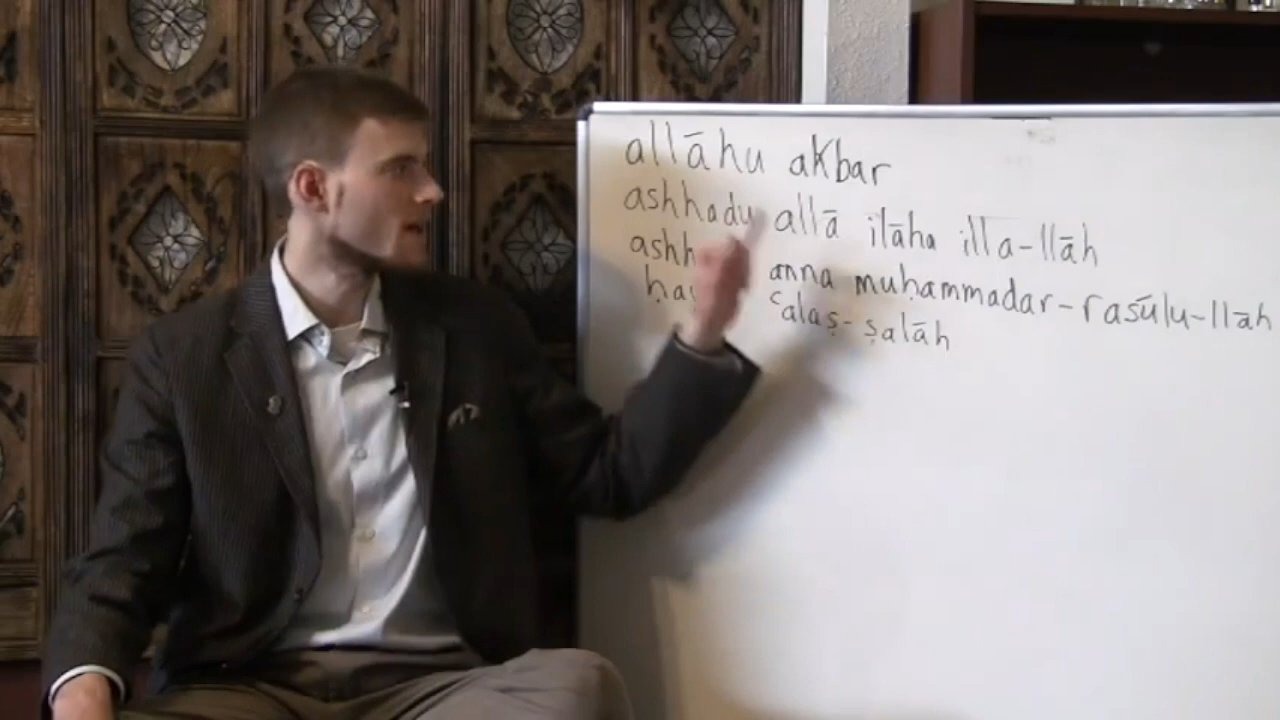 allāhu akbar
ashhadu allā ilāha illa-llāh
anna muḥammadar-rasūlu-llāh
ʿalaṣ-ṣalāh